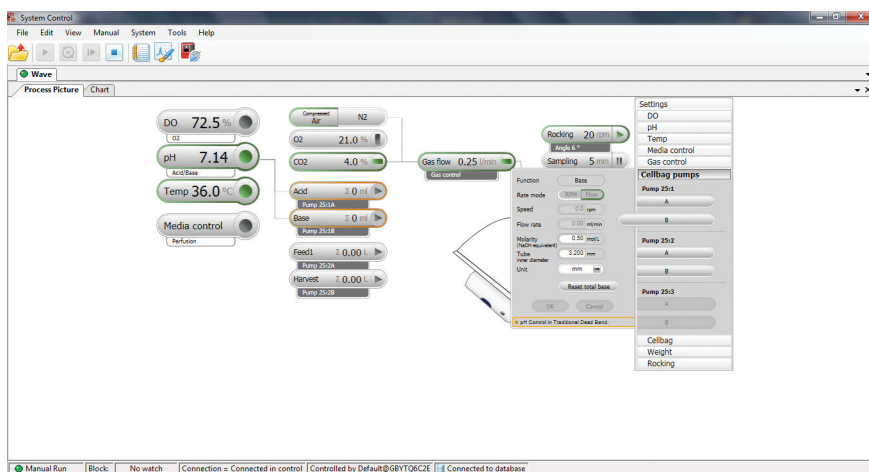 System Control
File Edit View Manual System Tools Help
Wave
Process Picture Chart
DO 72.5 %
O2
pH 7.14
Acid/Base
Temp 36.0 °C
Media control
Perfusion
Compressed Air N2
O2 21.0 %
CO2 4.0 %
Acid Σ 0 ml
Pump 25:1A
Base Σ 0 ml
Pump 25:1B
Feed1 Σ 0.00 L
Pump 25:2A
Harvest Σ 0.00 L
Pump 25:2B
Gas flow 0.25 l/min
Gas control
Rocking 20 rpm
Angle 6 °
Sampling 5 min
Function Base
Rate mode RPM Flow
Speed 0.0 rpm
Flow rate 0.00 ml/min
Molarity (NaOH equivalent) 0.50 mol/L
Tube inner diameter 3.200 mm
Unit mm
Reset total base
OK Cancel
pH Control in Traditional Dead Band.
Settings
DO
pH
Temp
Media control
Gas control
Cellbag pumps
Pump 25:1
A
B
Pump 25:2
A
B
Pump 25:3
A
B
Cellbag
Weight
Rocking
Manual Run Block: No watch Connection = Connected in control Controlled by Default@GBYTQ6C2E Connected to database